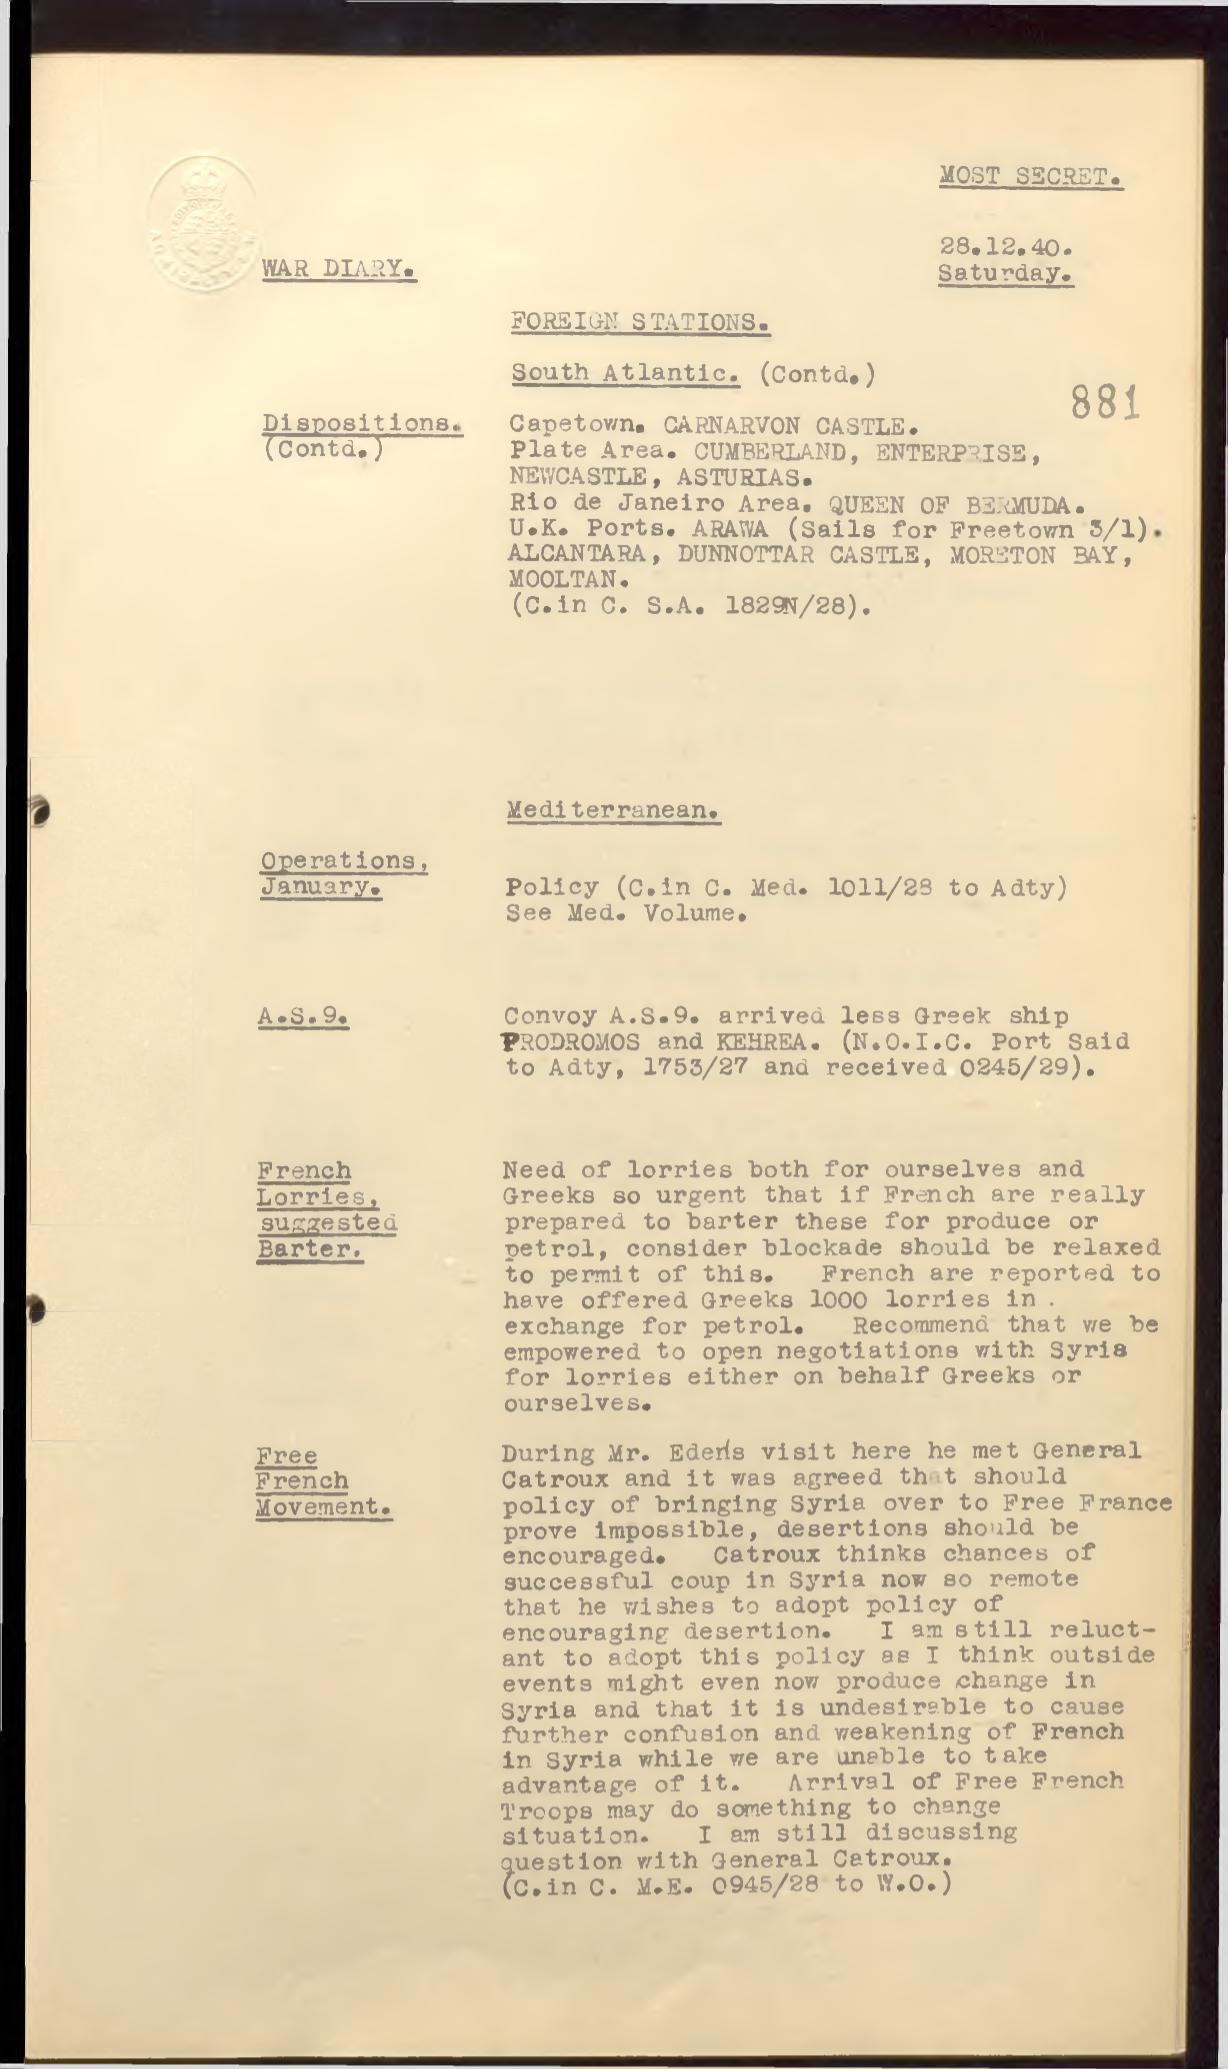 MOST SECRET.
28.12.40.
Saturday.
WAR DIARY.
FOREIGN STATIONS.
South Atlantic. (Contd.)
881
Dispositions.
(Contd.)
Capetown. CARNARVON CASTLE.
Plate Area. CUMBERLAND, ENTERPRISE,
NEWCASTLE, ASTURIAS.
Rio de Janeiro Area. QUEEN OF BERMUDA.
U.K. Ports. ARAWA (Sails for Freetown 3/1).
ALCANTARA, DUNNOTTAR CASTLE, MORETON BAY,
MOOLTAN.
(C.in C. S.A. 1829N/28).
Mediterranean.
Operations,
January.
Policy (C.in C. Med. 1011/28 to Adty)
See Med. Volume.
A.S.9.
Convoy A.S.9. arrived less Greek ship
PRODROMOS and KEHREA. (N.O.I.C. Port Said
to Adty, 1753/27 and received 0245/29).
French
Lorries,
suggested
Barter.
Need of lorries both for ourselves and
Greeks so urgent that if French are really
prepared to barter these for produce or
petrol, consider blockade should be relaxed
to permit of this. French are reported to
have offered Greeks 1000 lorries in .
exchange for petrol. Recommend that we be
empowered to open negotiations with Syria
for lorries either on behalf Greeks or
ourselves.
Free
French
Movement.
During Mr. Eden's visit here he met General
Catroux and it was agreed that should
policy of bringing Syria over to Free France
prove impossible, desertions should be
encouraged. Catroux thinks chances of
successful coup in Syria now so remote
that he wishes to adopt policy of
encouraging desertion. I am still reluct-
ant to adopt this policy as I think outside
events might even now produce change in
Syria and that it is undesirable to cause
further confusion and weakening of French
in Syria while we are unable to take
advantage of it. Arrival of Free French
Troops may do something to change
situation. I am still discussing
question with General Catroux.
(C.in C. M.E. 0945/28 to W.O.)